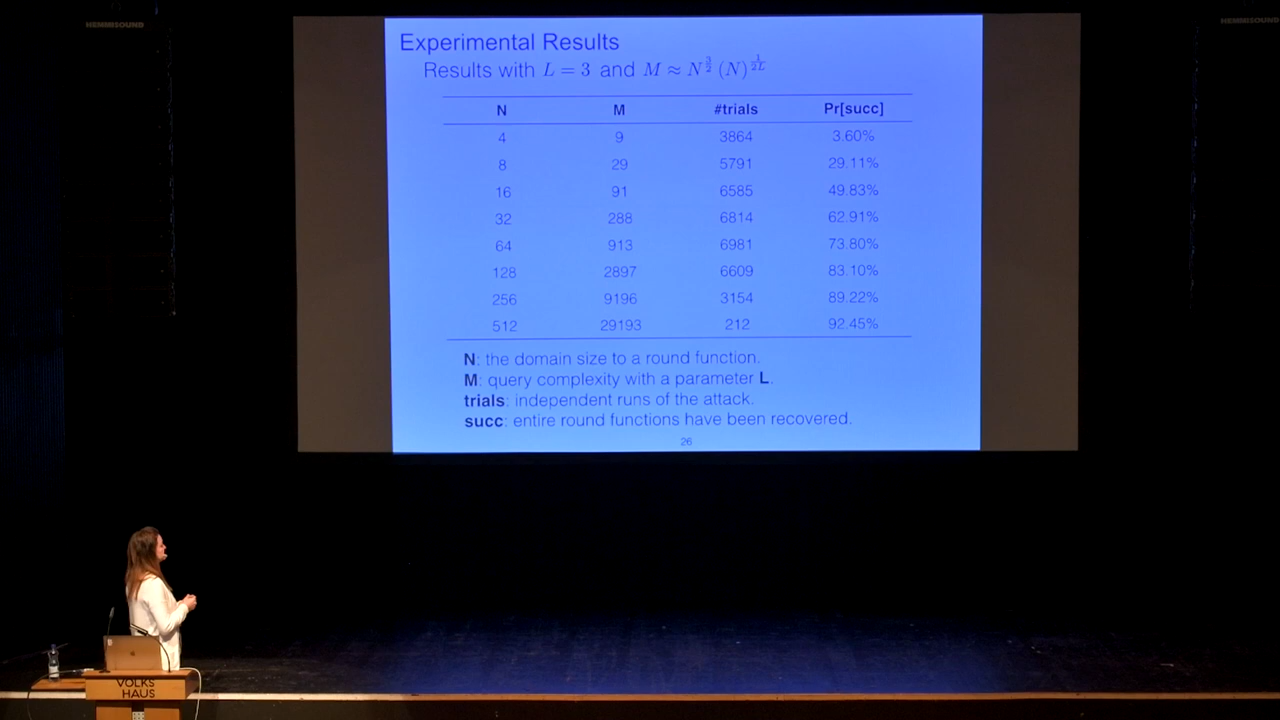 HEMMISOUND
HEMMISOUND
Experimental Results
Results with L = 3 and M ≈ N^{3/2} (N)^{1/2L}
N M #trials Pr[succ]
4 9 3864 3.60%
8 29 5791 29.11%
16 91 6585 49.83%
32 288 6814 62.91%
64 913 6981 73.80%
128 2897 6609 83.10%
256 9196 3154 89.22%
512 29193 212 92.45%
N: the domain size to a round function.
M: query complexity with a parameter L.
trials: independent runs of the attack.
succ: entire round functions have been recovered.
26
VOLKS
HAUS